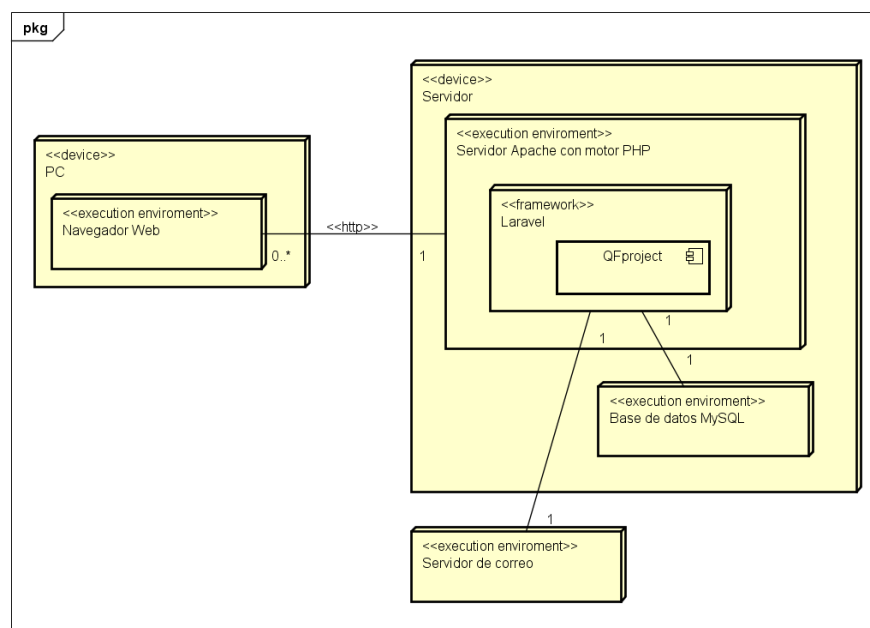 pkg
<<device>>
Servidor
<<execution enviroment>>
Servidor Apache con motor PHP
<<device>>
PC
<<framework>>
Laravel
<<execution enviroment>>
Navegador Web
<<http>>
0..*
1
QFproject
1
1
1
<<execution enviroment>>
Base de datos MySQL
1
<<execution enviroment>>
Servidor de correo